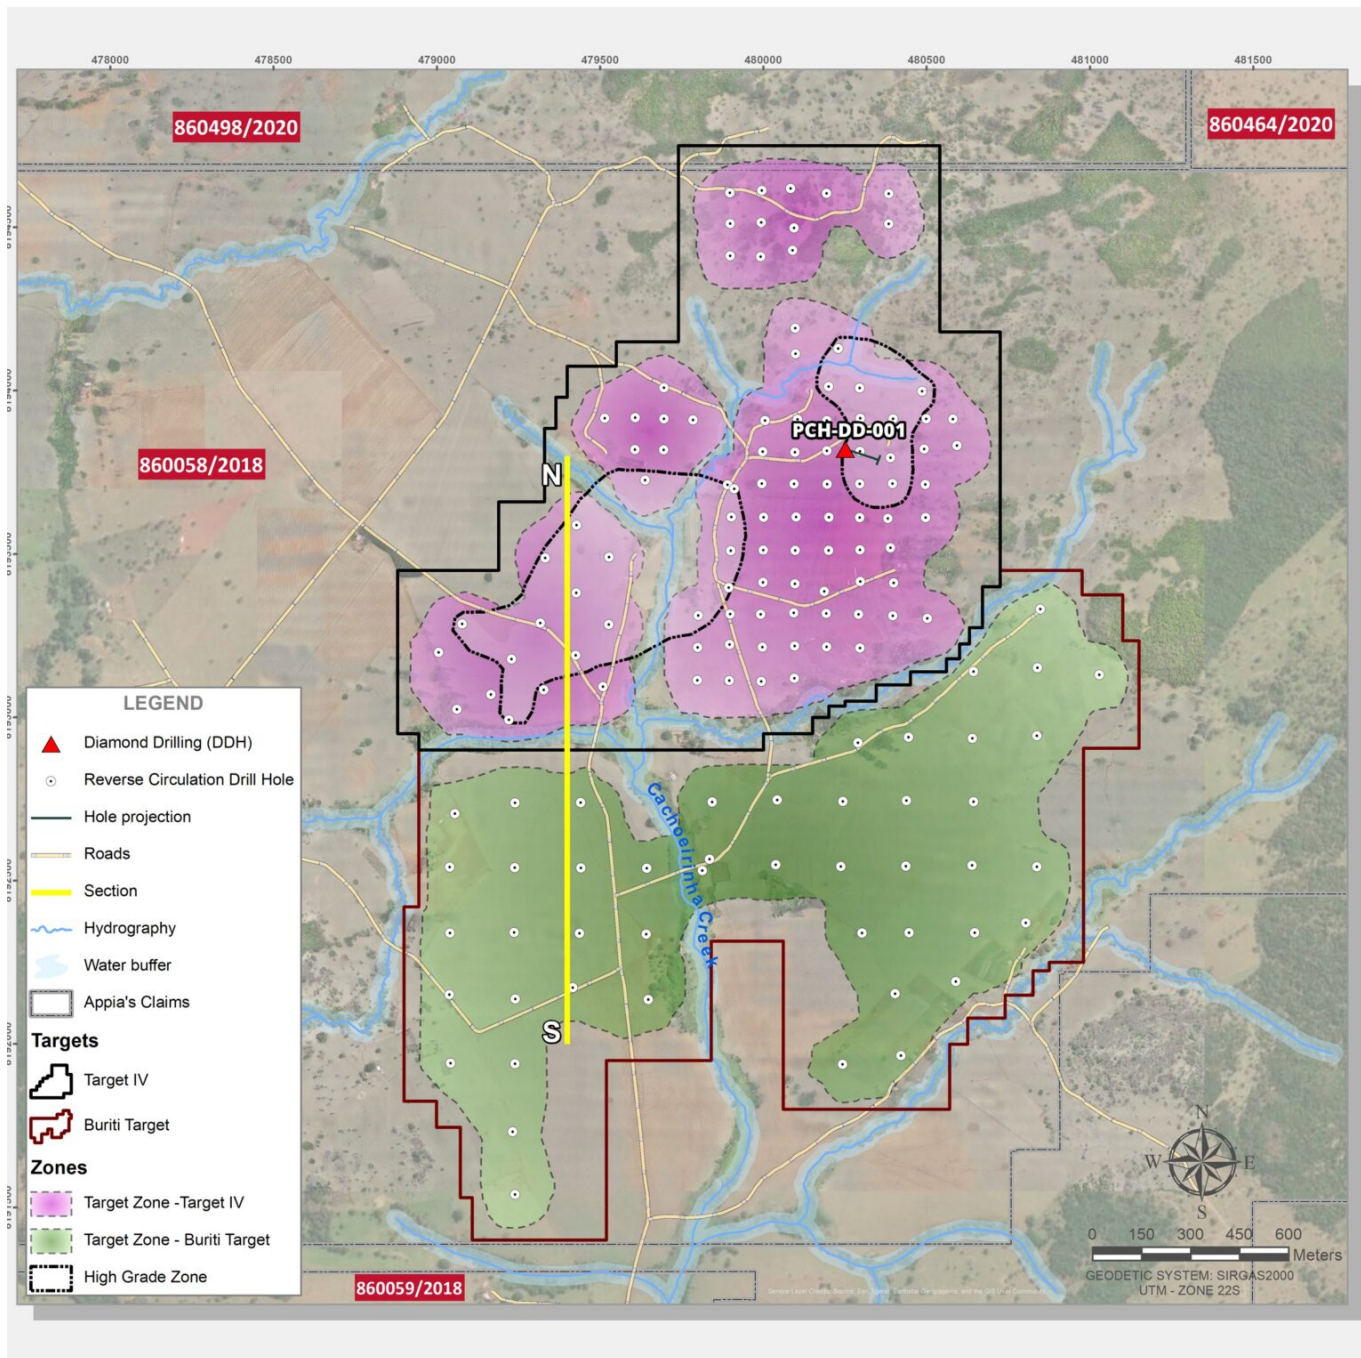 478000 478500 479000 479500 480000 480500 481000 481500
860498/2020
860464/2020
860058/2018
PCH-DD-001
N
S
Cachoeirinha Creek
LEGEND
Diamond Drilling (DDH)
Reverse Circulation Drill Hole
Hole projection
Roads
Section
Hydrography
Water buffer
Appia's Claims
Targets
Target IV
Buriti Target
Zones
Target Zone -Target IV
Target Zone - Buriti Target
High Grade Zone
860059/2018
N
W E
S
0 150 300 450 600
Meters
GEODETIC SYSTEM: SIRGAS2000
UTM - ZONE 22S